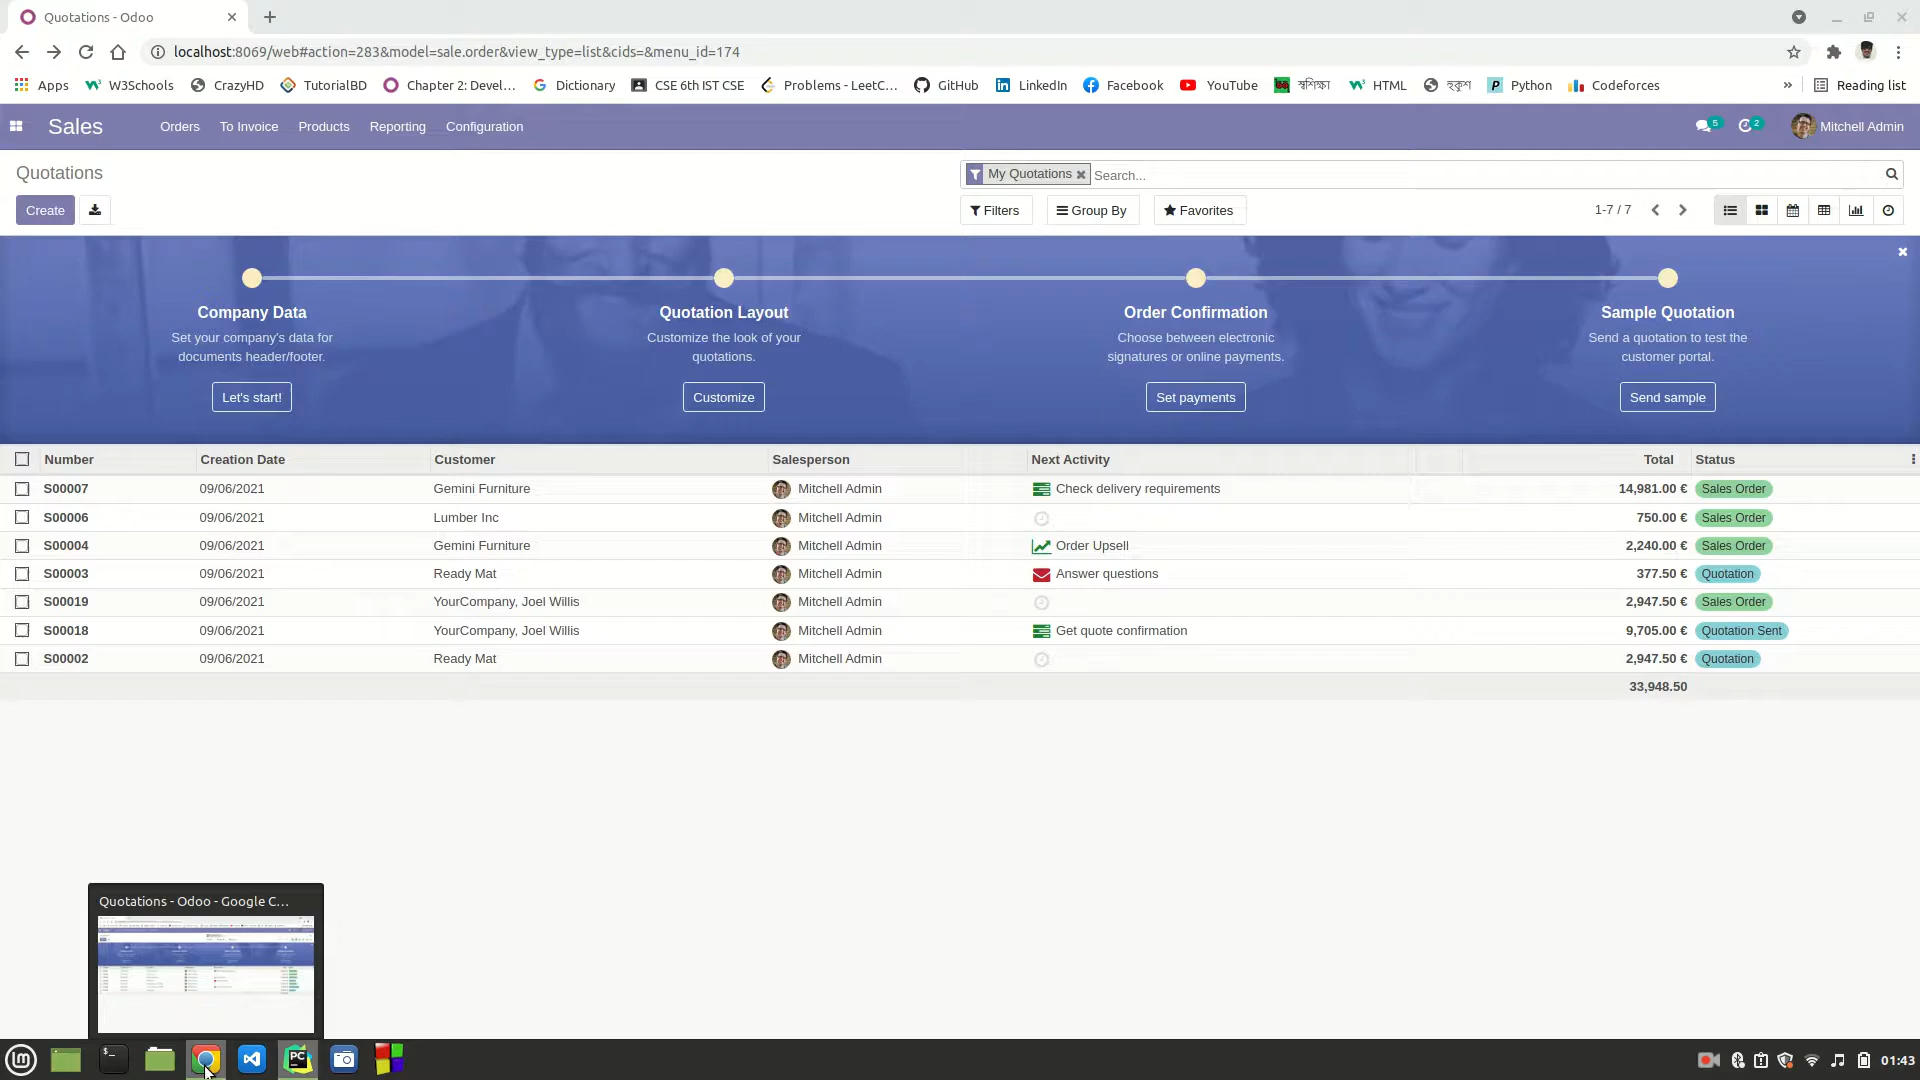 Quotations - Odoo
localhost:8069/web#action=283&model=sale.order&view_type=list&cids=&menu_id=174
Apps W3Schools CrazyHD TutorialBD Chapter 2: Devel... Dictionary CSE 6th IST CSE Problems - LeetC... GitHub LinkedIn Facebook YouTube স্বশিক্ষা HTML হুকুশ Python Codeforces » Reading list
Sales Orders To Invoice Products Reporting Configuration 5 2 Mitchell Admin
Quotations My Quotations Search...
Create Filters Group By Favorites 1-7 / 7
Company Data Quotation Layout Order Confirmation Sample Quotation
Set your company's data for Customize the look of your Choose between electronic Send a quotation to test the
documents header/footer. quotations. signatures or online payments. customer portal.
Let's start! Customize Set payments Send sample
Number Creation Date Customer Salesperson Next Activity Total Status
S00007 09/06/2021 Gemini Furniture Mitchell Admin Check delivery requirements 14,981.00 € Sales Order
S00006 09/06/2021 Lumber Inc Mitchell Admin 750.00 € Sales Order
S00004 09/06/2021 Gemini Furniture Mitchell Admin Order Upsell 2,240.00 € Sales Order
S00003 09/06/2021 Ready Mat Mitchell Admin Answer questions 377.50 € Quotation
S00019 09/06/2021 YourCompany, Joel Willis Mitchell Admin 2,947.50 € Sales Order
S00018 09/06/2021 YourCompany, Joel Willis Mitchell Admin Get quote confirmation 9,705.00 € Quotation Sent
S00002 09/06/2021 Ready Mat Mitchell Admin 2,947.50 € Quotation
33,948.50
Quotations - Odoo - Google C...
PC 01:43